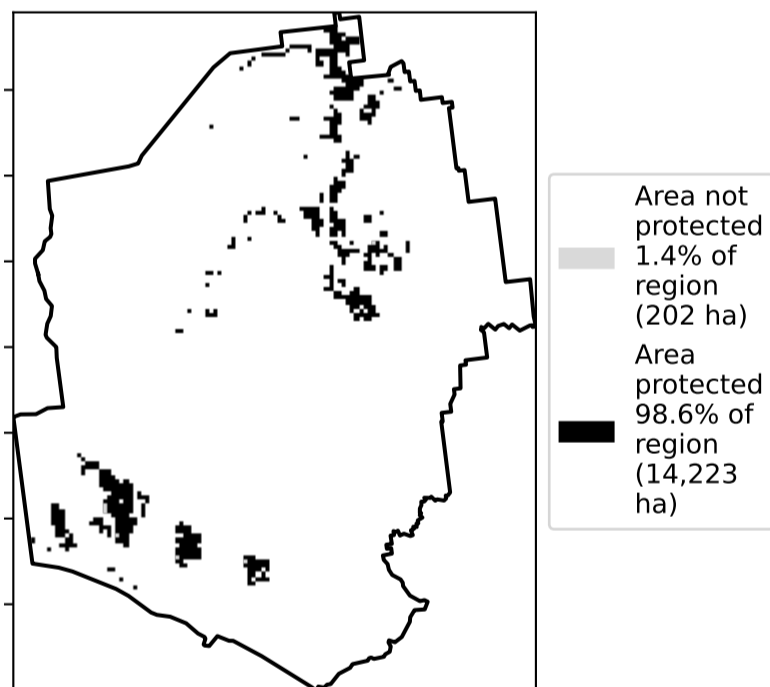 Area not
protected
1.4% of
region
(202 ha)
Area
protected
98.6% of
region
(14,223
ha)